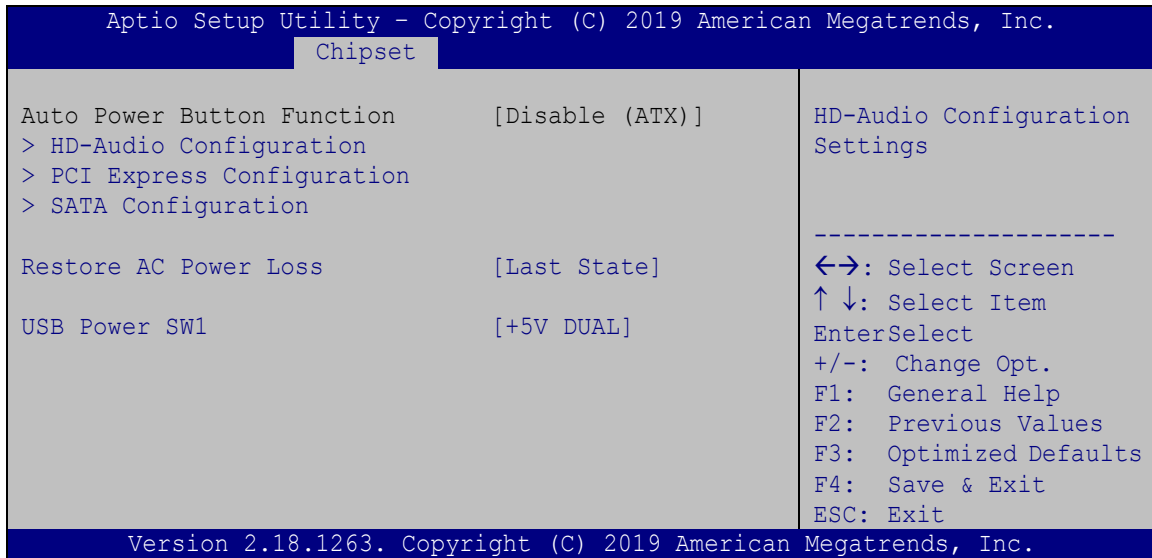 Aptio Setup Utility – Copyright (C) 2019 American Megatrends, Inc.
Chipset
Auto Power Button Function [Disable (ATX)]
> HD-Audio Configuration
> PCI Express Configuration
> SATA Configuration
Restore AC Power Loss [Last State]
USB Power SW1 [+5V DUAL]
HD-Audio Configuration
Settings
---------------------
←→: Select Screen
↑ ↓: Select Item
EnterSelect
+/-: Change Opt.
F1: General Help
F2: Previous Values
F3: Optimized Defaults
F4: Save & Exit
ESC: Exit
Version 2.18.1263. Copyright (C) 2019 American Megatrends, Inc.